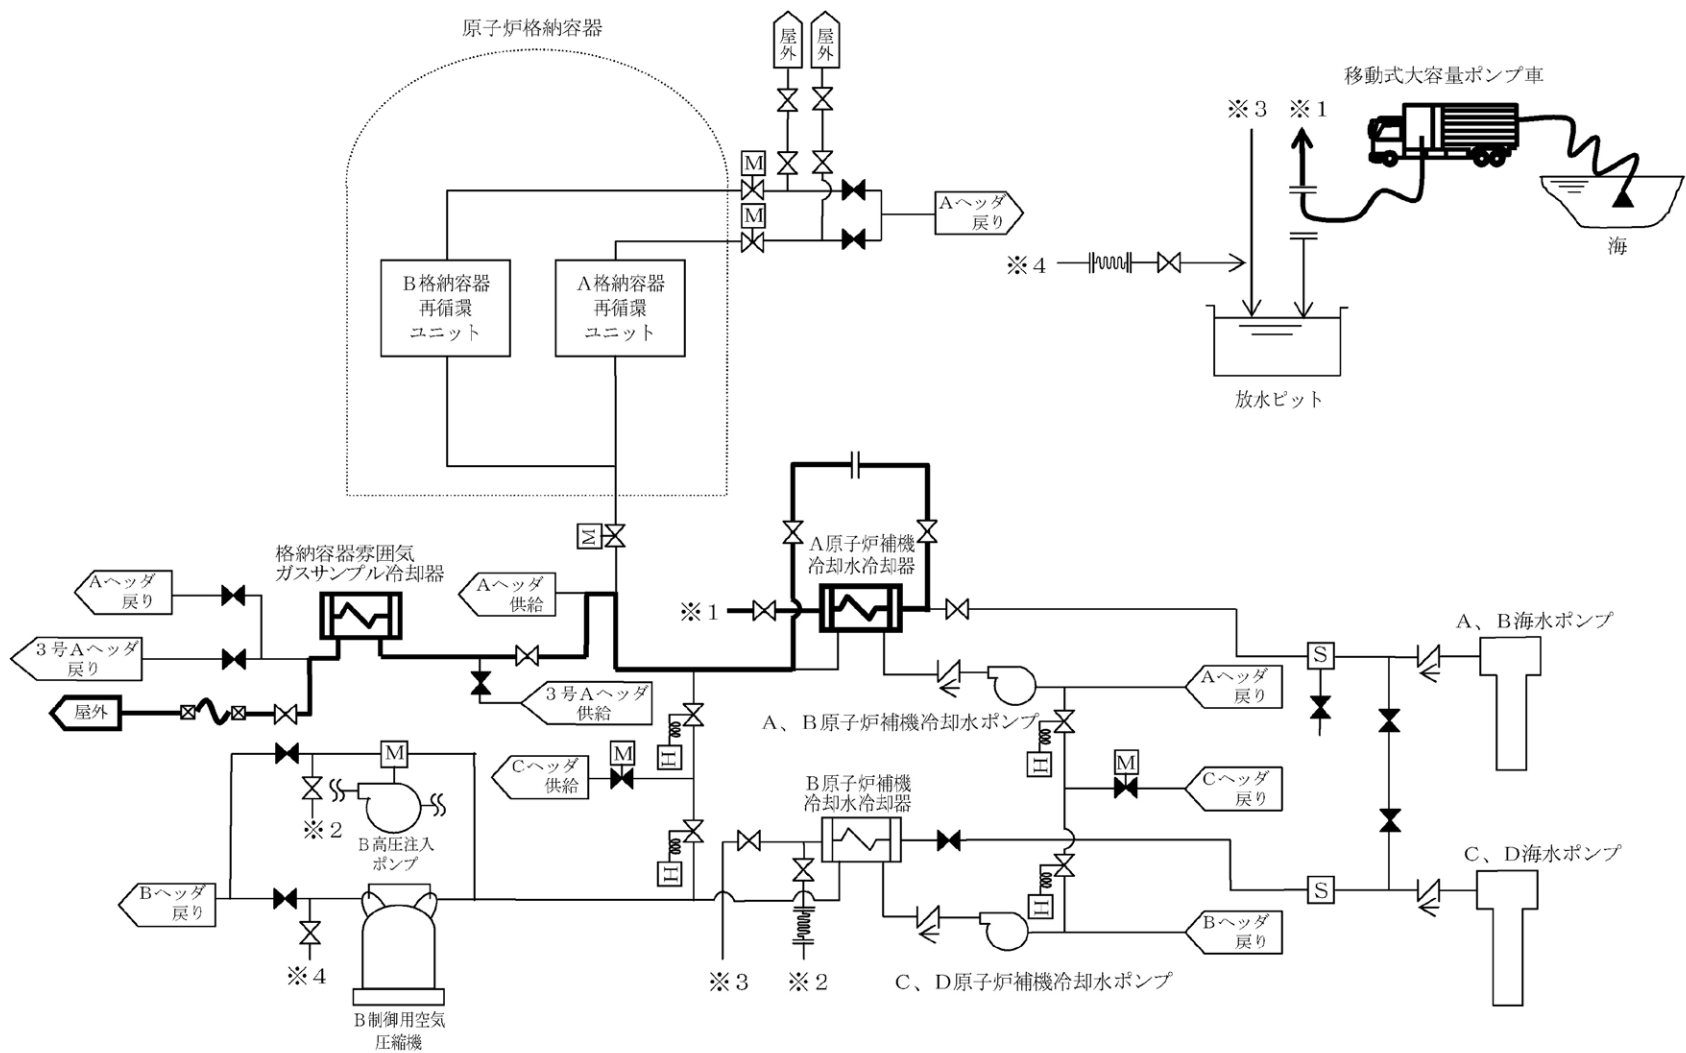 原子炉格納容器
屋外
屋外
移動式大容量ポンプ車
※3
※1
M
M
Aヘッダ
戻り
海
※4
B格納容器
再循環
ユニット
A格納容器
再循環
ユニット
放水ピット
M
格納容器雰囲気
ガスサンプル冷却器
A原子炉補機
冷却水冷却器
Aヘッダ
戻り
Aヘッダ
供給
※1
A、B海水ポンプ
3号Aヘッダ
戻り
S
Aヘッダ
戻り
3号Aヘッダ
供給
屋外
A、B原子炉補機冷却水ポンプ
H
H
M
M
M
Cヘッダ
供給
Cヘッダ
戻り
B原子炉補機
冷却水冷却器
※2
B高圧注入
ポンプ
C、D海水ポンプ
H
H
S
Bヘッダ
戻り
Bヘッダ
戻り
※4
※3
※2
C、D原子炉補機冷却水ポンプ
B制御用空気
圧縮機